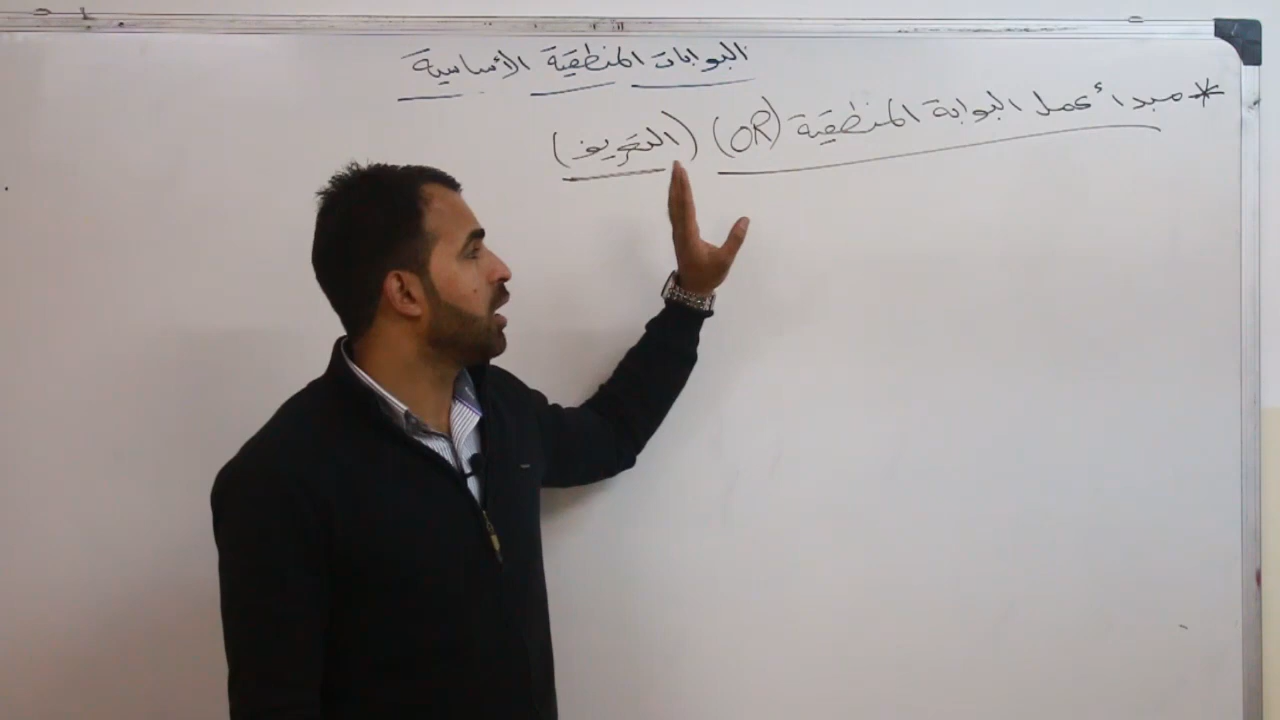 البوابات المنطقية الأساسية
* مبدأ عمل البوابة المنطقية (OR) (التعريف)